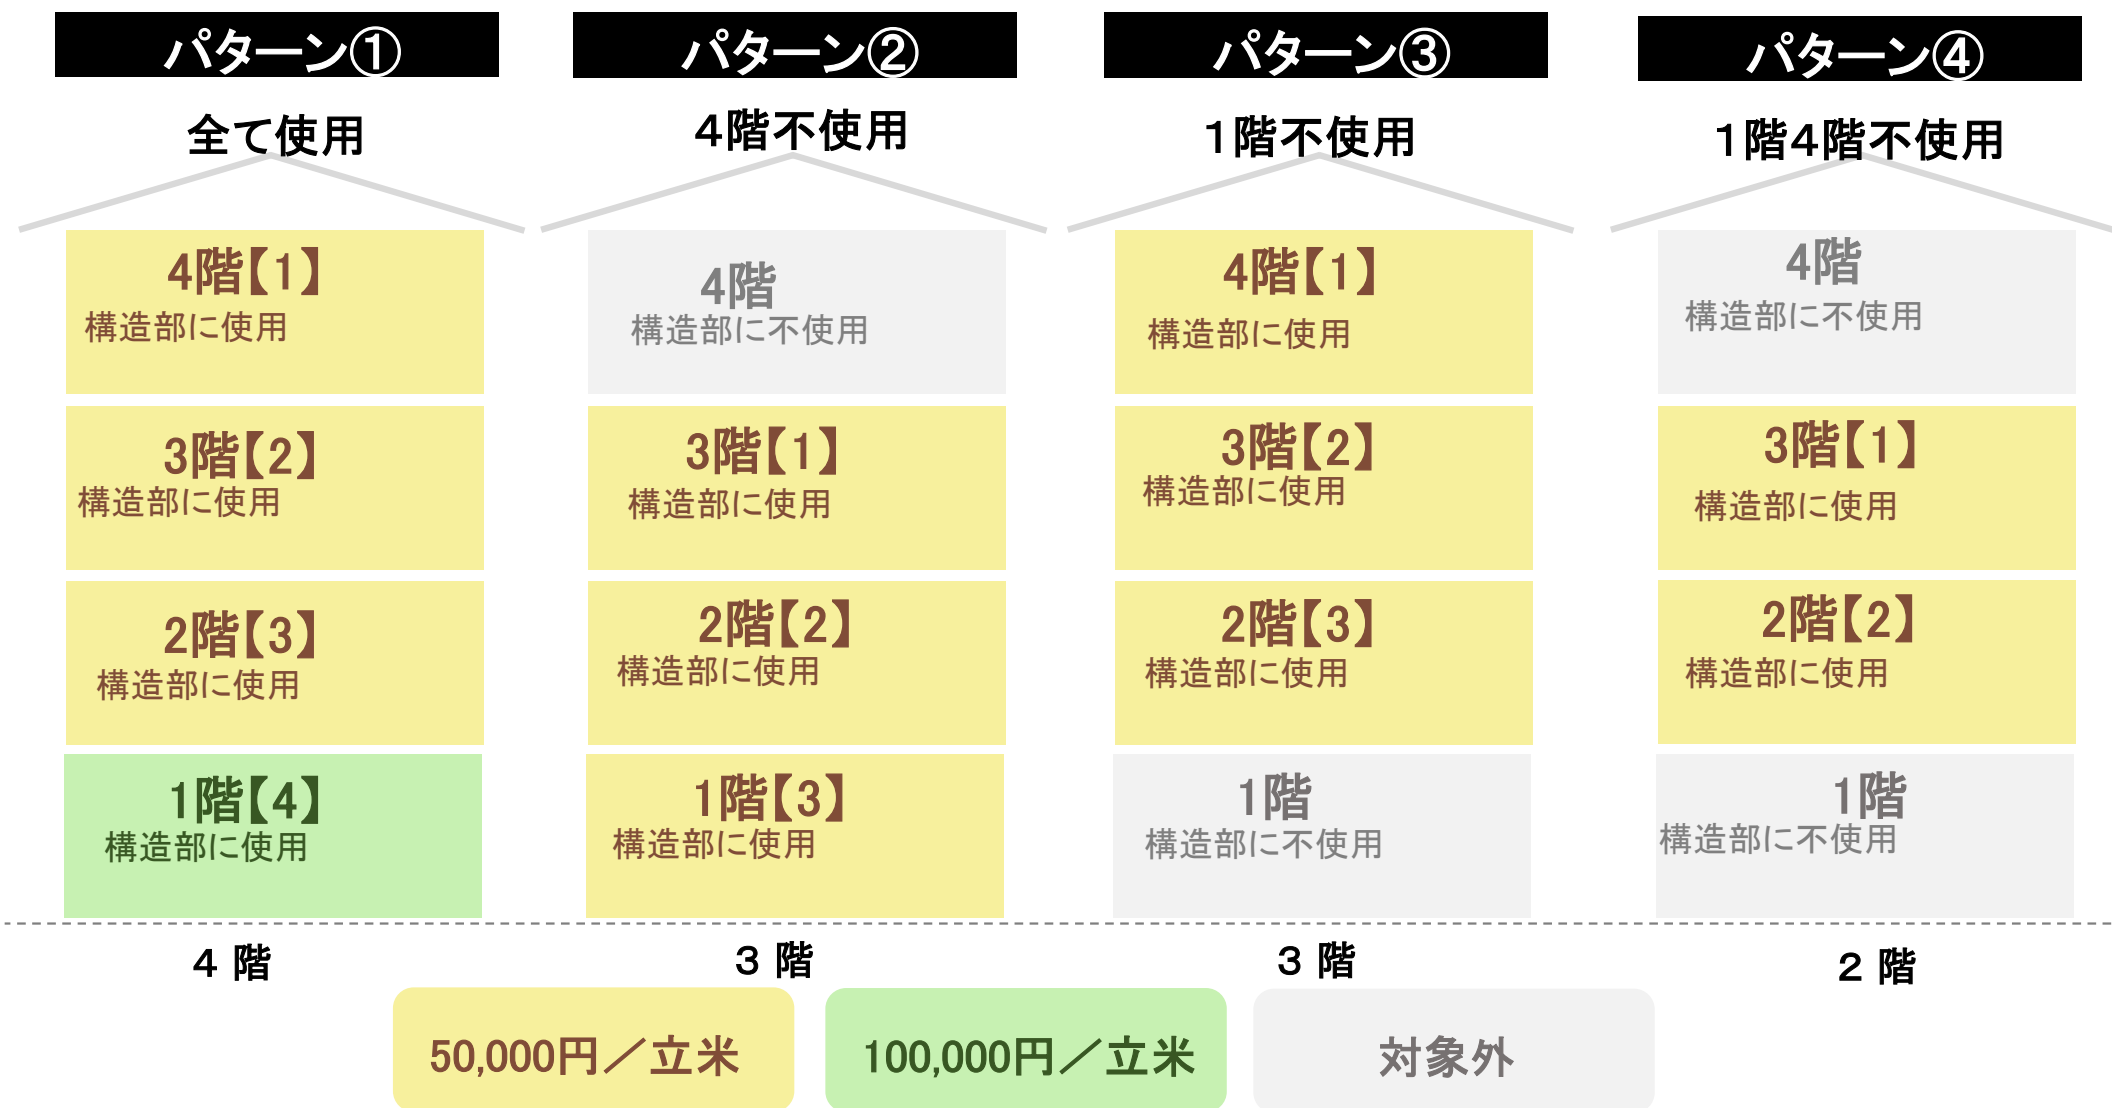 パターン①
全て使用
4階【1】
構造部に使用
3階【2】
構造部に使用
2階【3】
構造部に使用
1階【4】
構造部に使用
4 階
パターン②
4階不使用
4階
構造部に不使用
3階【1】
構造部に使用
2階【2】
構造部に使用
1階【3】
構造部に使用
3 階
パターン③
1階不使用
4階【1】
構造部に使用
3階【2】
構造部に使用
2階【3】
構造部に使用
1階
構造部に不使用
3 階
パターン④
1階4階不使用
4階
構造部に不使用
3階【1】
構造部に使用
2階【2】
構造部に使用
1階
構造部に不使用
2 階
50,000円／立米
100,000円／立米
対象外